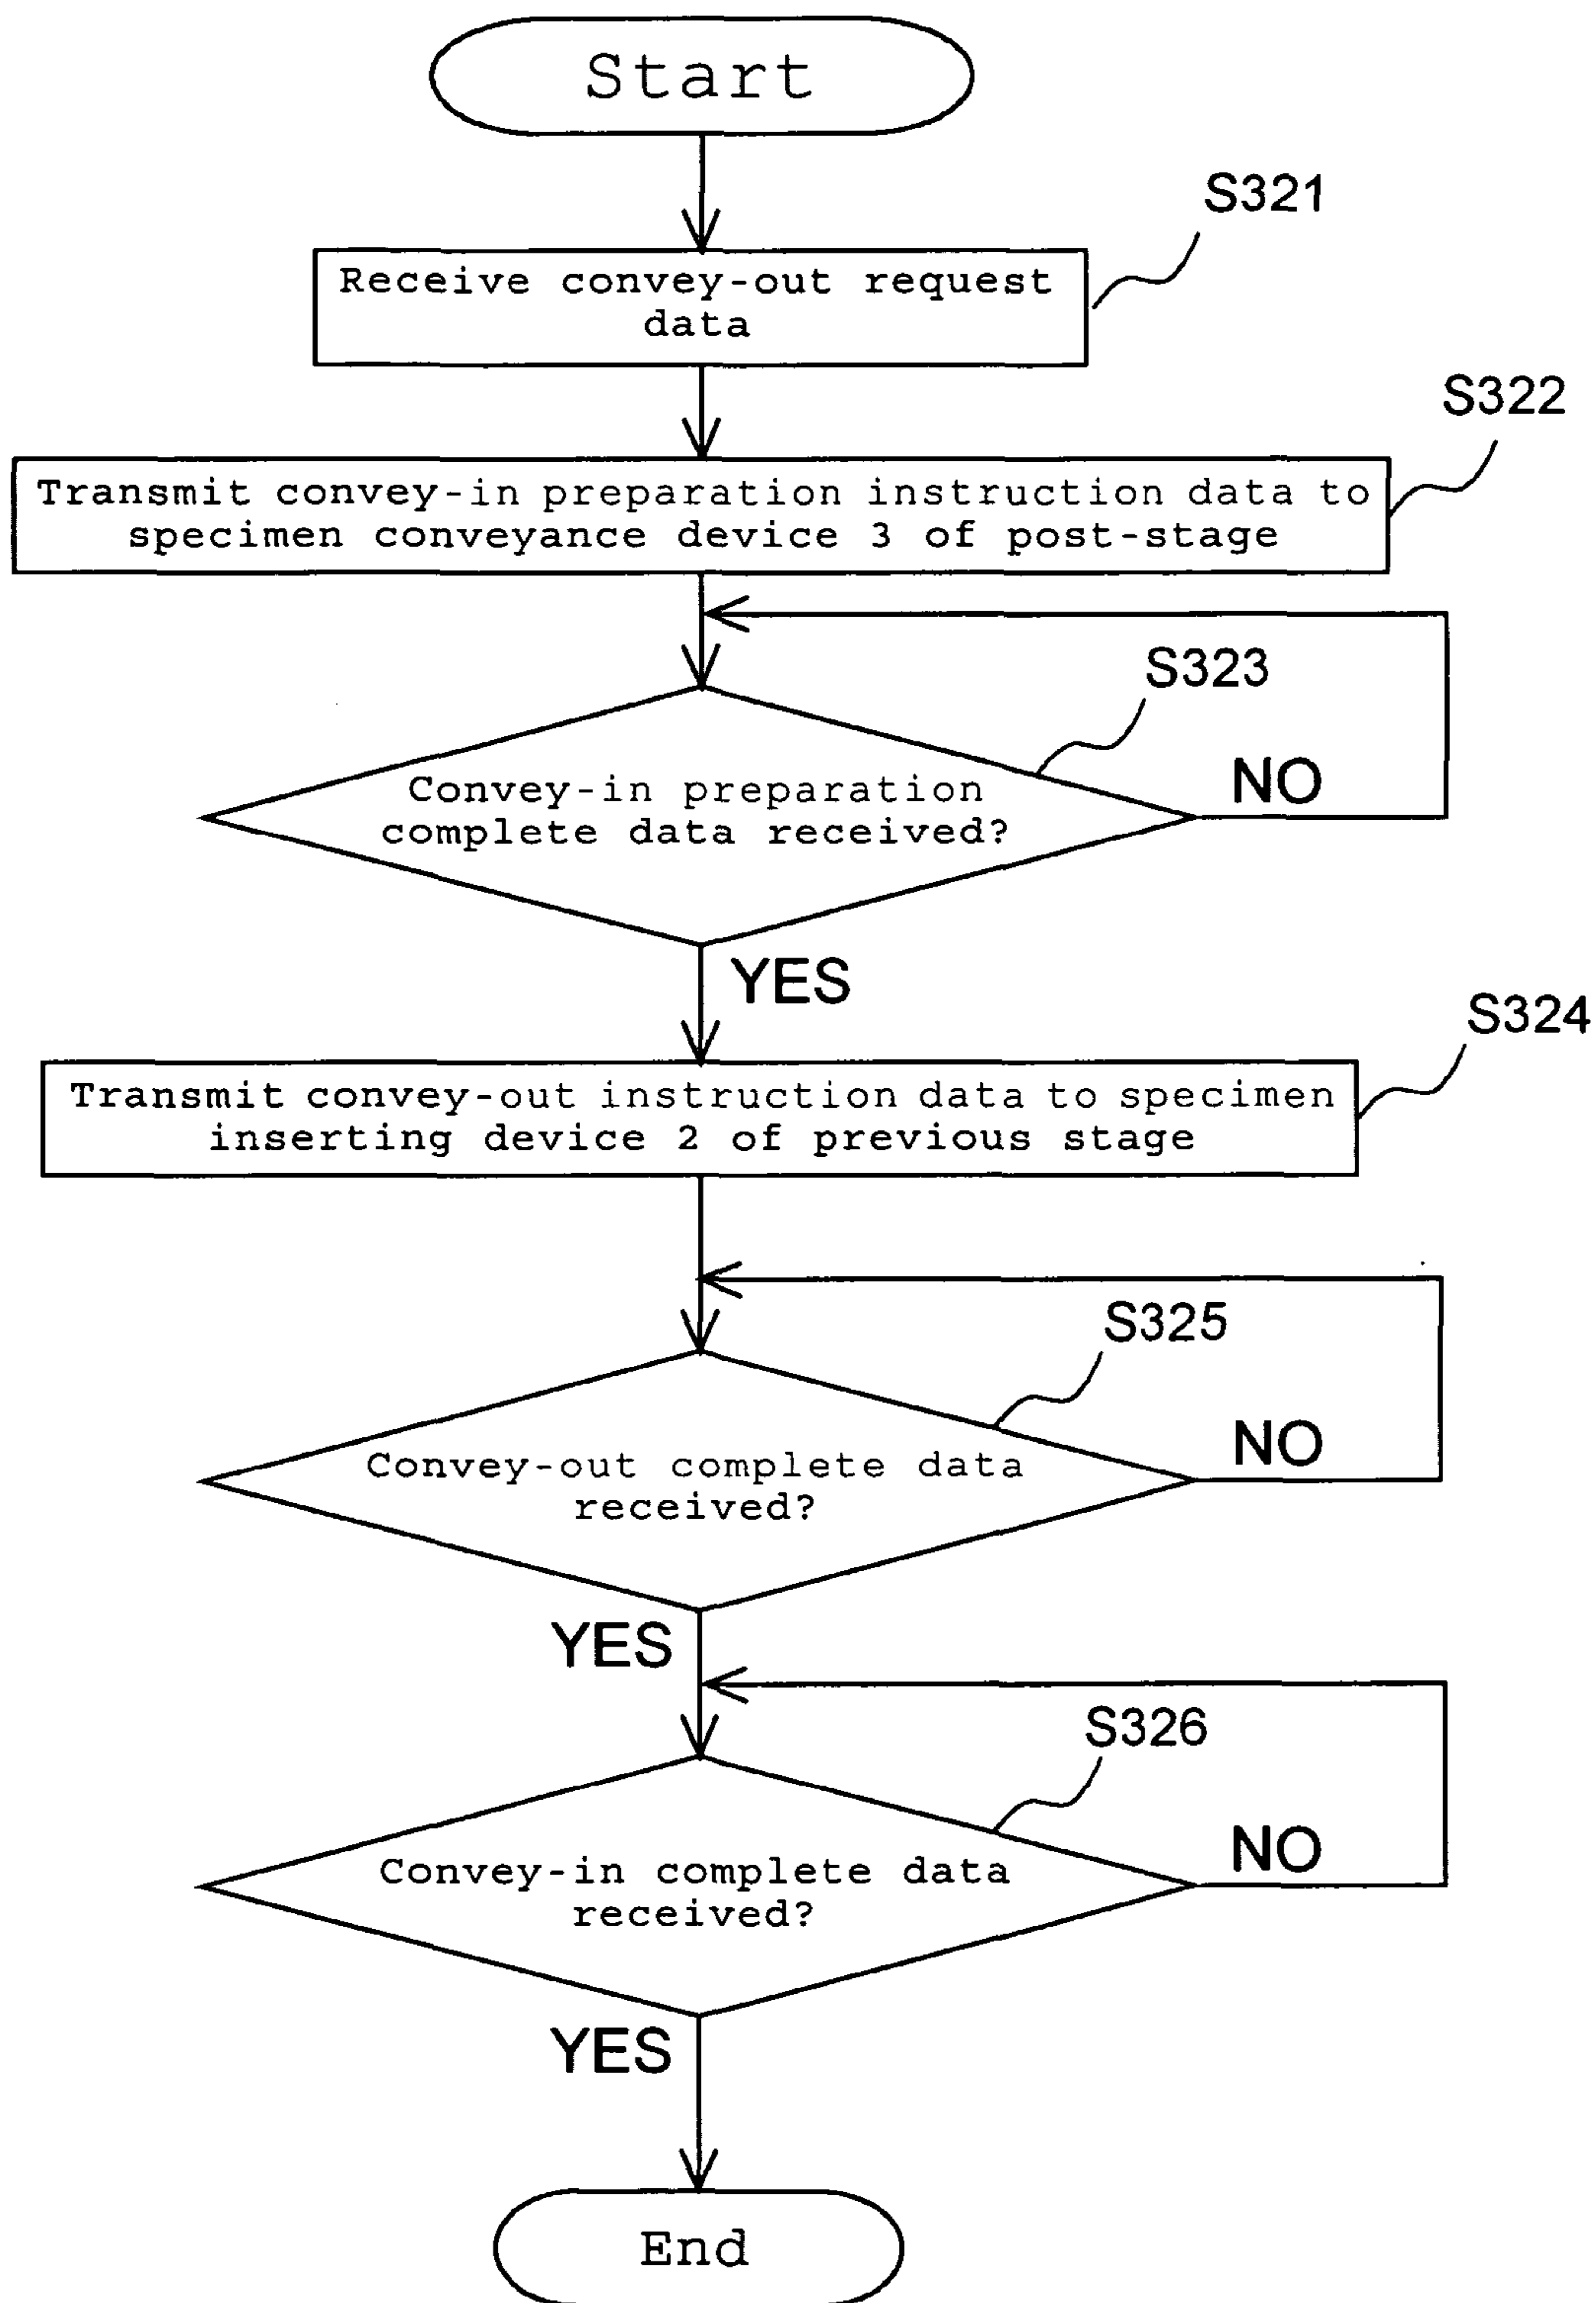 Start
S321
Receive convey-out request
data
S322
Transmit convey-in preparation instruction data to
specimen conveyance device 3 of post-stage
S323
Convey-in preparation
complete data received?
NO
YES
S324
Transmit convey-out instruction data to specimen
inserting device 2 of previous stage
S325
Convey-out complete data
received?
NO
YES
S326
Convey-in complete data
received?
NO
YES
End